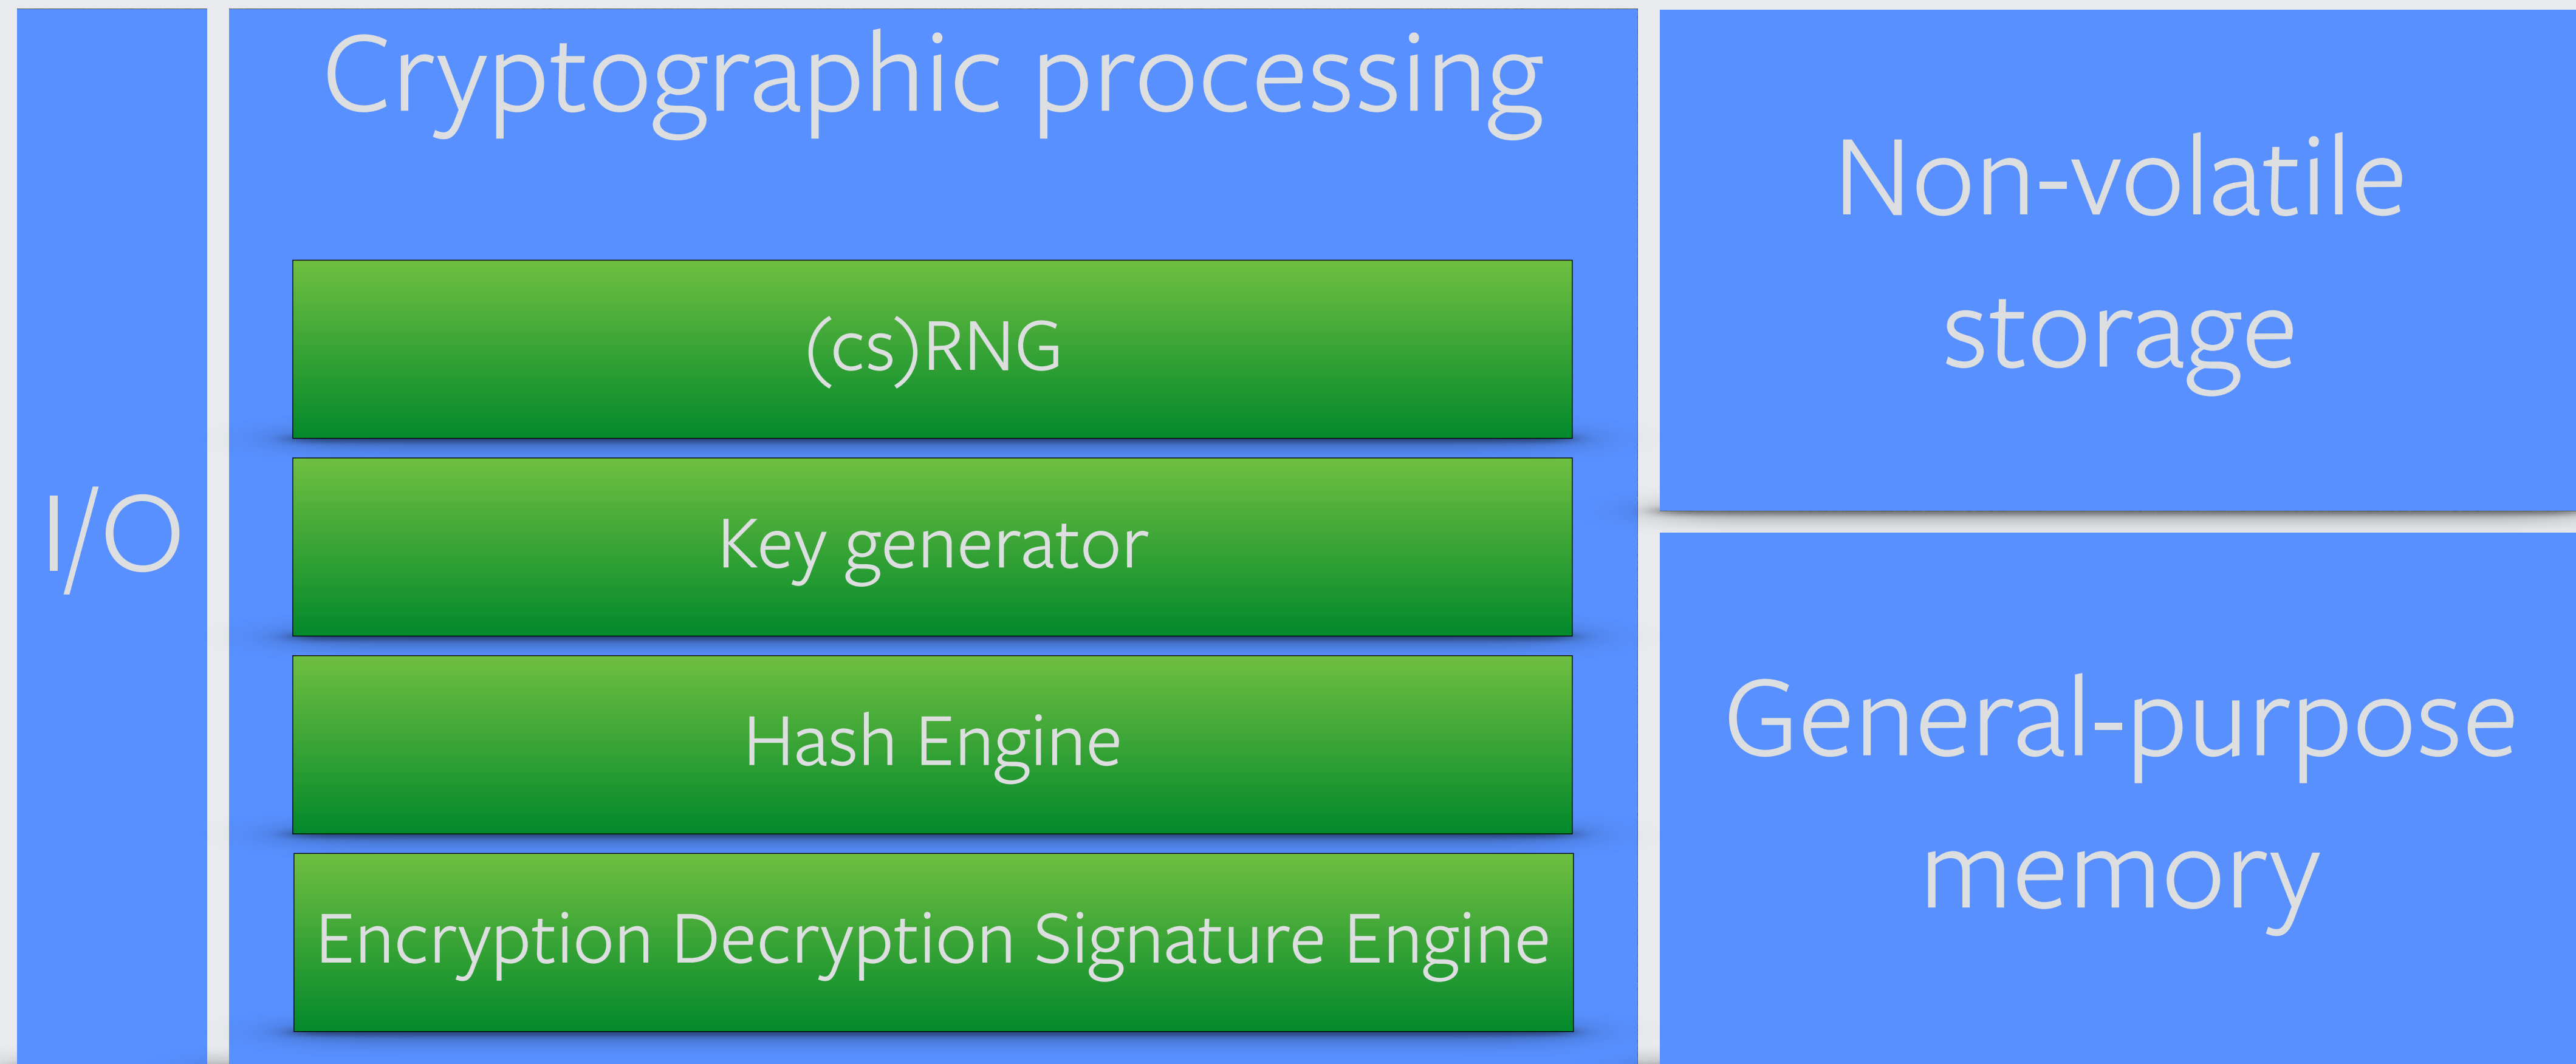 I/O
Cryptographic processing
(cs)RNG
Key generator
Hash Engine
Encryption Decryption Signature Engine
Non-volatile
storage
General-purpose
memory